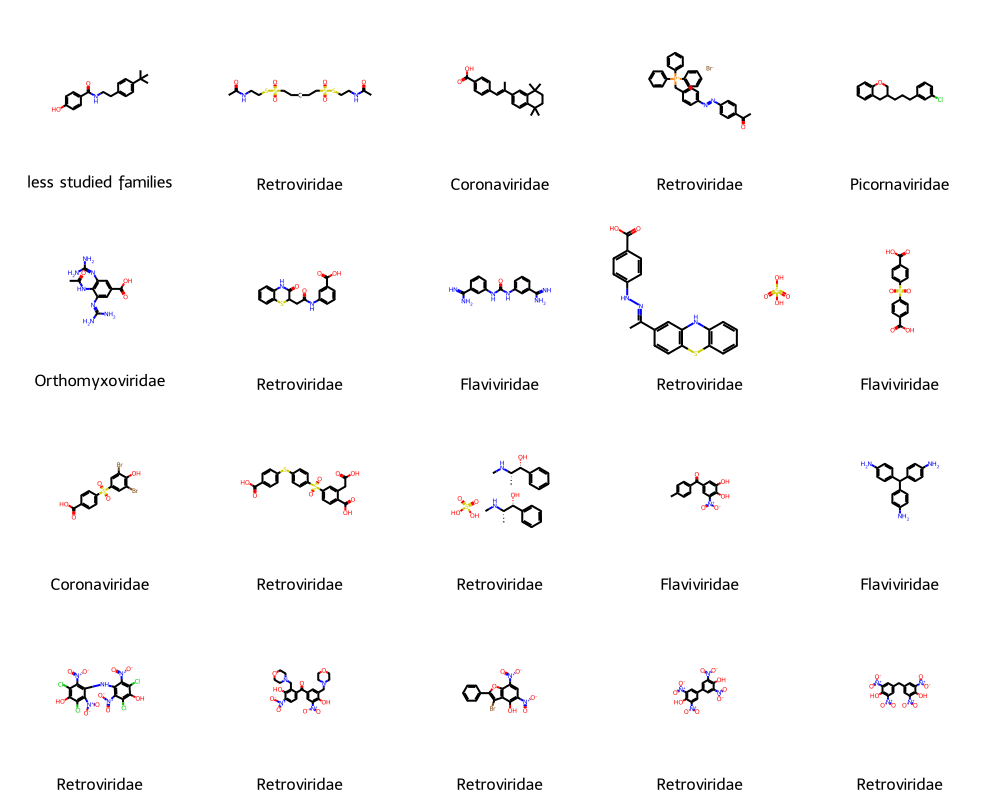 less studied families
Retroviridae
Coronaviridae
Retroviridae
Picornaviridae
Orthomyxoviridae
Retroviridae
Flaviviridae
Retroviridae
Flaviviridae
Coronaviridae
Retroviridae
Retroviridae
Flaviviridae
Flaviviridae
Retroviridae
Retroviridae
Retroviridae
Retroviridae
Retroviridae